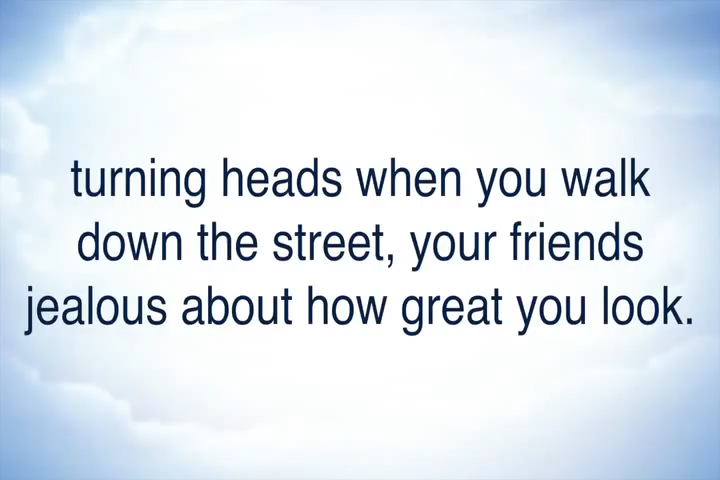 turning heads when you walk
down the street, your friends
jealous about how great you look.